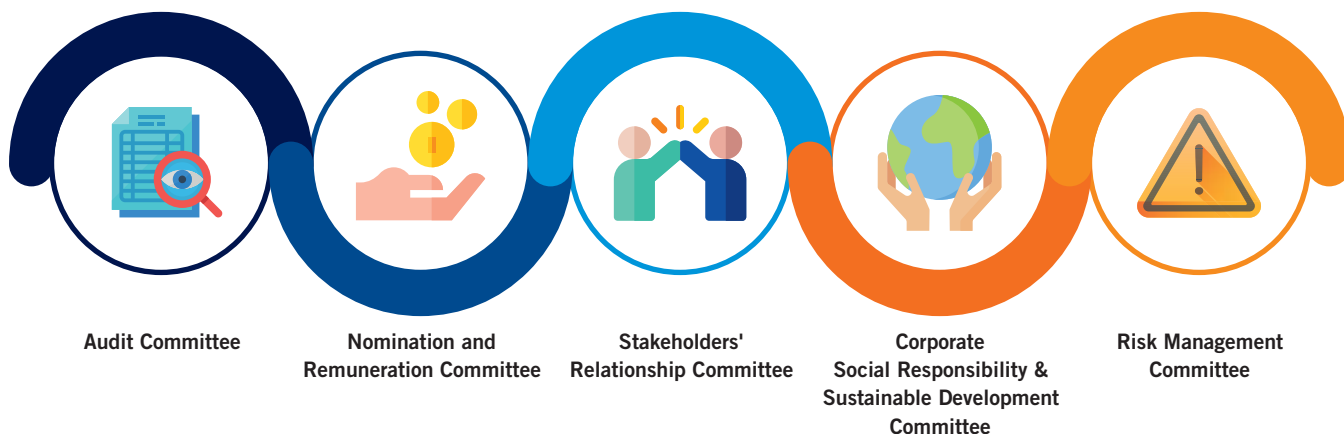 Audit Committee
Nomination and
Remuneration Committee
Stakeholders'
Relationship Committee
Corporate
Social Responsibility &
Sustainable Development
Committee
Risk Management
Committee